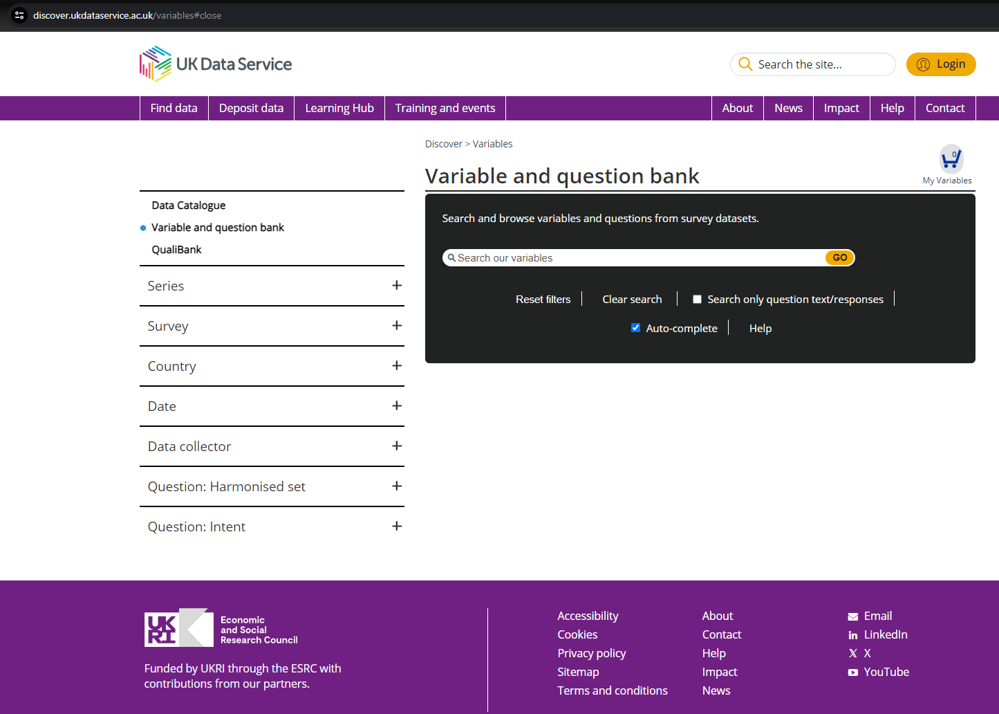 discover.ukdataservice.ac.uk/variables#close
UK Data Service
Search the site...
Login
Find data
Deposit data
Learning Hub
Training and events
About
News
Impact
Help
Contact
Discover > Variables
Variable and question bank
0
My Variables
Data Catalogue
Variable and question bank
QualiBank
Series
Survey
Country
Date
Data collector
Question: Harmonised set
Question: Intent
Search and browse variables and questions from survey datasets.
Search our variables
GO
Reset filters
Clear search
Search only question text/responses
Auto-complete
Help
UK
RI
Economic
and Social
Research Council
Funded by UKRI through the ESRC with
contributions from our partners.
Accessibility
Cookies
Privacy policy
Sitemap
Terms and conditions
About
Contact
Help
Impact
News
Email
LinkedIn
X
YouTube